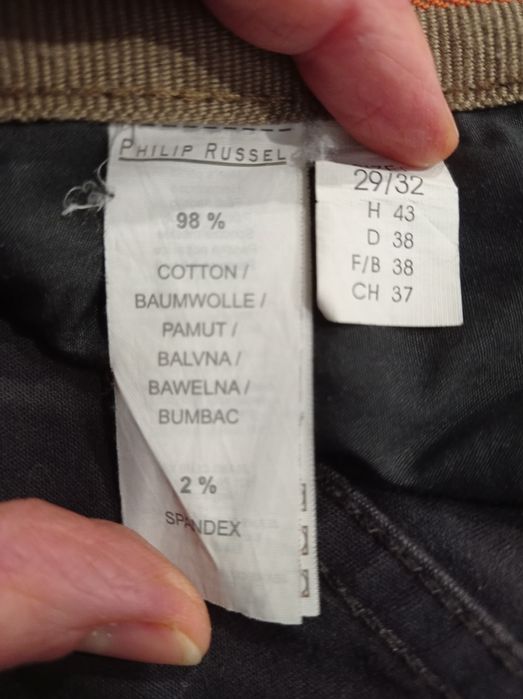 PHILIP RUSSEL
98 %
COTTON /
BAUMWOLLE /
PAMUT /
BALVNA /
BAWELNA /
BUMBAC
2 %
SPANDEX
29/32
H 43
D 38
F/B 38
CH 37